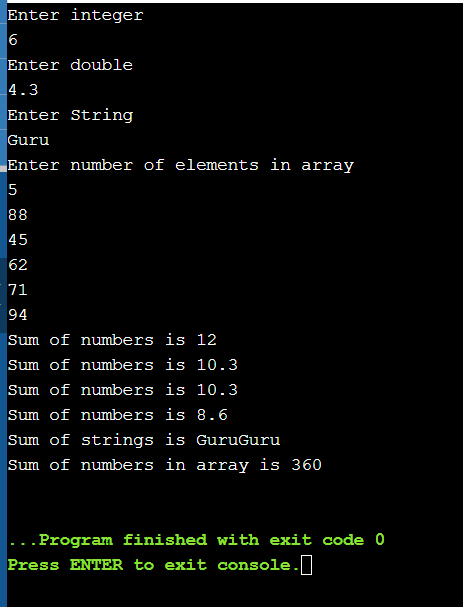 Enter integer
6
Enter double
4.3
Enter String
Guru
Enter number of elements in array
5
88
45
62
71
94
Sum of numbers is 12
Sum of numbers is 10.3
Sum of numbers is 10.3
Sum of numbers is 8.6
Sum of strings is GuruGuru
Sum of numbers in array is 360
...Program finished with exit code 0
Press ENTER to exit console.